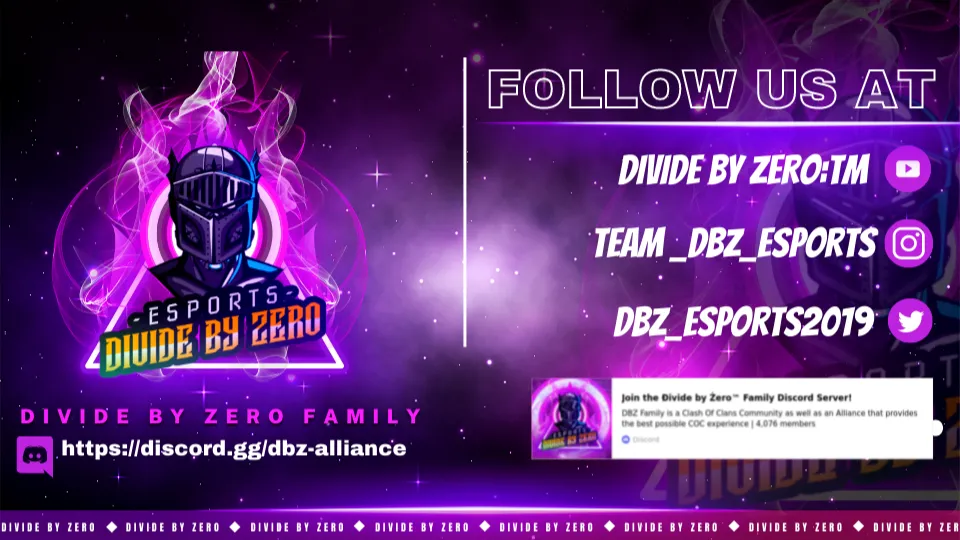 FOLLOW US AT
DIVIDE BY ZERO:TM
TEAM _DBZ_ESPORTS
DBZ_ESPORTS2019
-ESPORTS-
DIVIDE BY ZERO
DIVIDE BY ZERO FAMILY
https://discord.gg/dbz-alliance
Join the Đivide by Żero™ Family Discord Server!
DBZ Family is a Clash Of Clans Community as well as an Alliance that provides
the best possible COC experience | 4,076 members
Discord
DIVIDE BY ZERO ◆ DIVIDE BY ZERO ◆ DIVIDE BY ZERO ◆ DIVIDE BY ZERO ◆ DIVIDE BY ZERO ◆ DIVIDE BY ZERO ◆ DIVIDE BY ZERO ◆ DIVIDE BY ZER